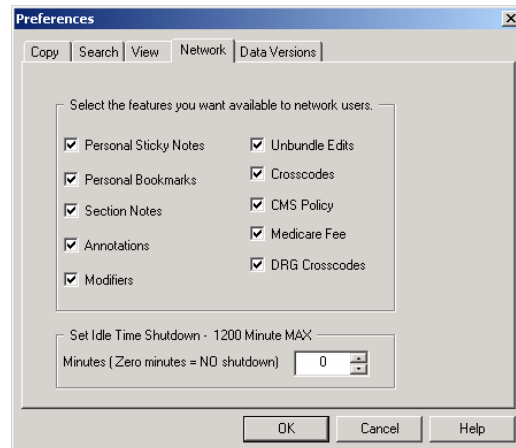 Preferences
Copy Search View Network Data Versions
Select the features you want available to network users.
Personal Sticky Notes
Personal Bookmarks
Section Notes
Annotations
Modifiers
Unbundle Edits
Crosscodes
CMS Policy
Medicare Fee
DRG Crosscodes
Set Idle Time Shutdown - 1200 Minute MAX
Minutes ( Zero minutes = NO shutdown) 0
OK Cancel Help